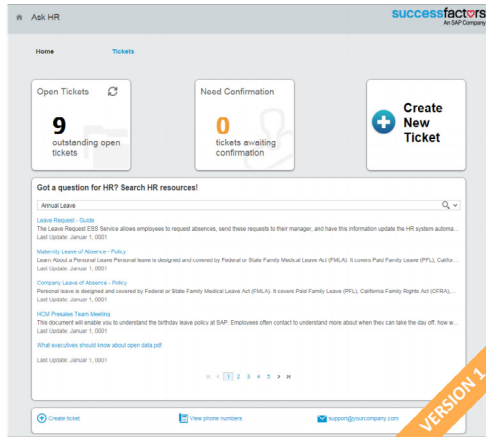 Ask HR
successfactors
An SAP Company
Home
Tickets
Open Tickets
9
outstanding open
tickets
Need Confirmation
0
tickets awaiting
confirmation
Create
New
Ticket
Got a question for HR? Search HR resources!
Annual Leave
Leave Request - Guide
The Leave Request ESS Service allows employees to request absences, send these requests to their manager, and have this information update the HR system automa...
Last Update: Januar 1, 0001
Maternity Leave of Absence - Policy
Learn About a Personal Leave Personal leave is designed and covered by Federal or State Family Medical Leave Act (FMLA). It covers Paid Family Leave (PFL), Califor...
Last Update: Januar 1, 0001
Company Leave of Absence - Policy
Personal leave is designed and covered by Federal or State Family Medical Leave Act (FMLA). It covers Paid Family Leave (PFL), California Family Rights Act (CFRA),...
Last Update: Januar 1, 0001
HCM Presales Team Meeting
This document will enable you to understand the birthday leave policy at SAP. Employees often contact to understand more about when they can take the day off, how w...
Last Update: Januar 1, 0001
What executives should know about open data.pdf
Last Update: Januar 1, 0001
1 2 3 4 5
Create ticket
View phone numbers
support@yourcompany.com
VERSION 1